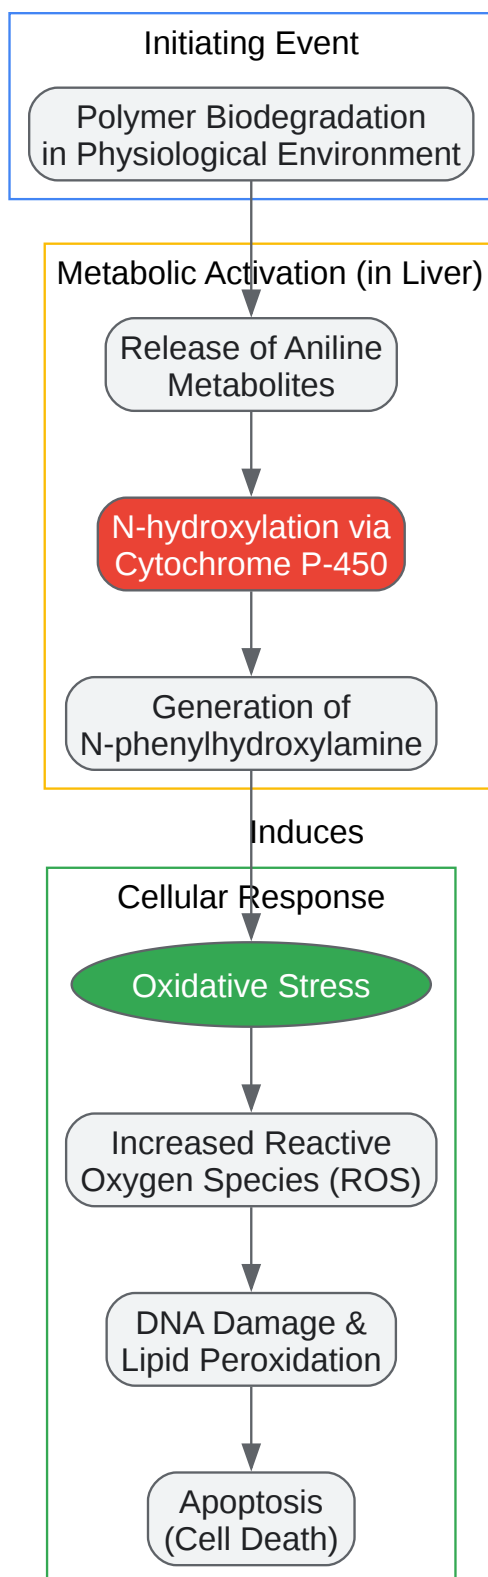 Initiating Event
Polymer Biodegradation
in Physiological Environment
Metabolic Activation (in Liver)
Release of Aniline
Metabolites
N-hydroxylation via
Cytochrome P-450
Generation of
N-phenylhydroxylamine
Induces
Cellular Response
Oxidative Stress
Increased Reactive
Oxygen Species (ROS)
DNA Damage &
Lipid Peroxidation
Apoptosis
(Cell Death)